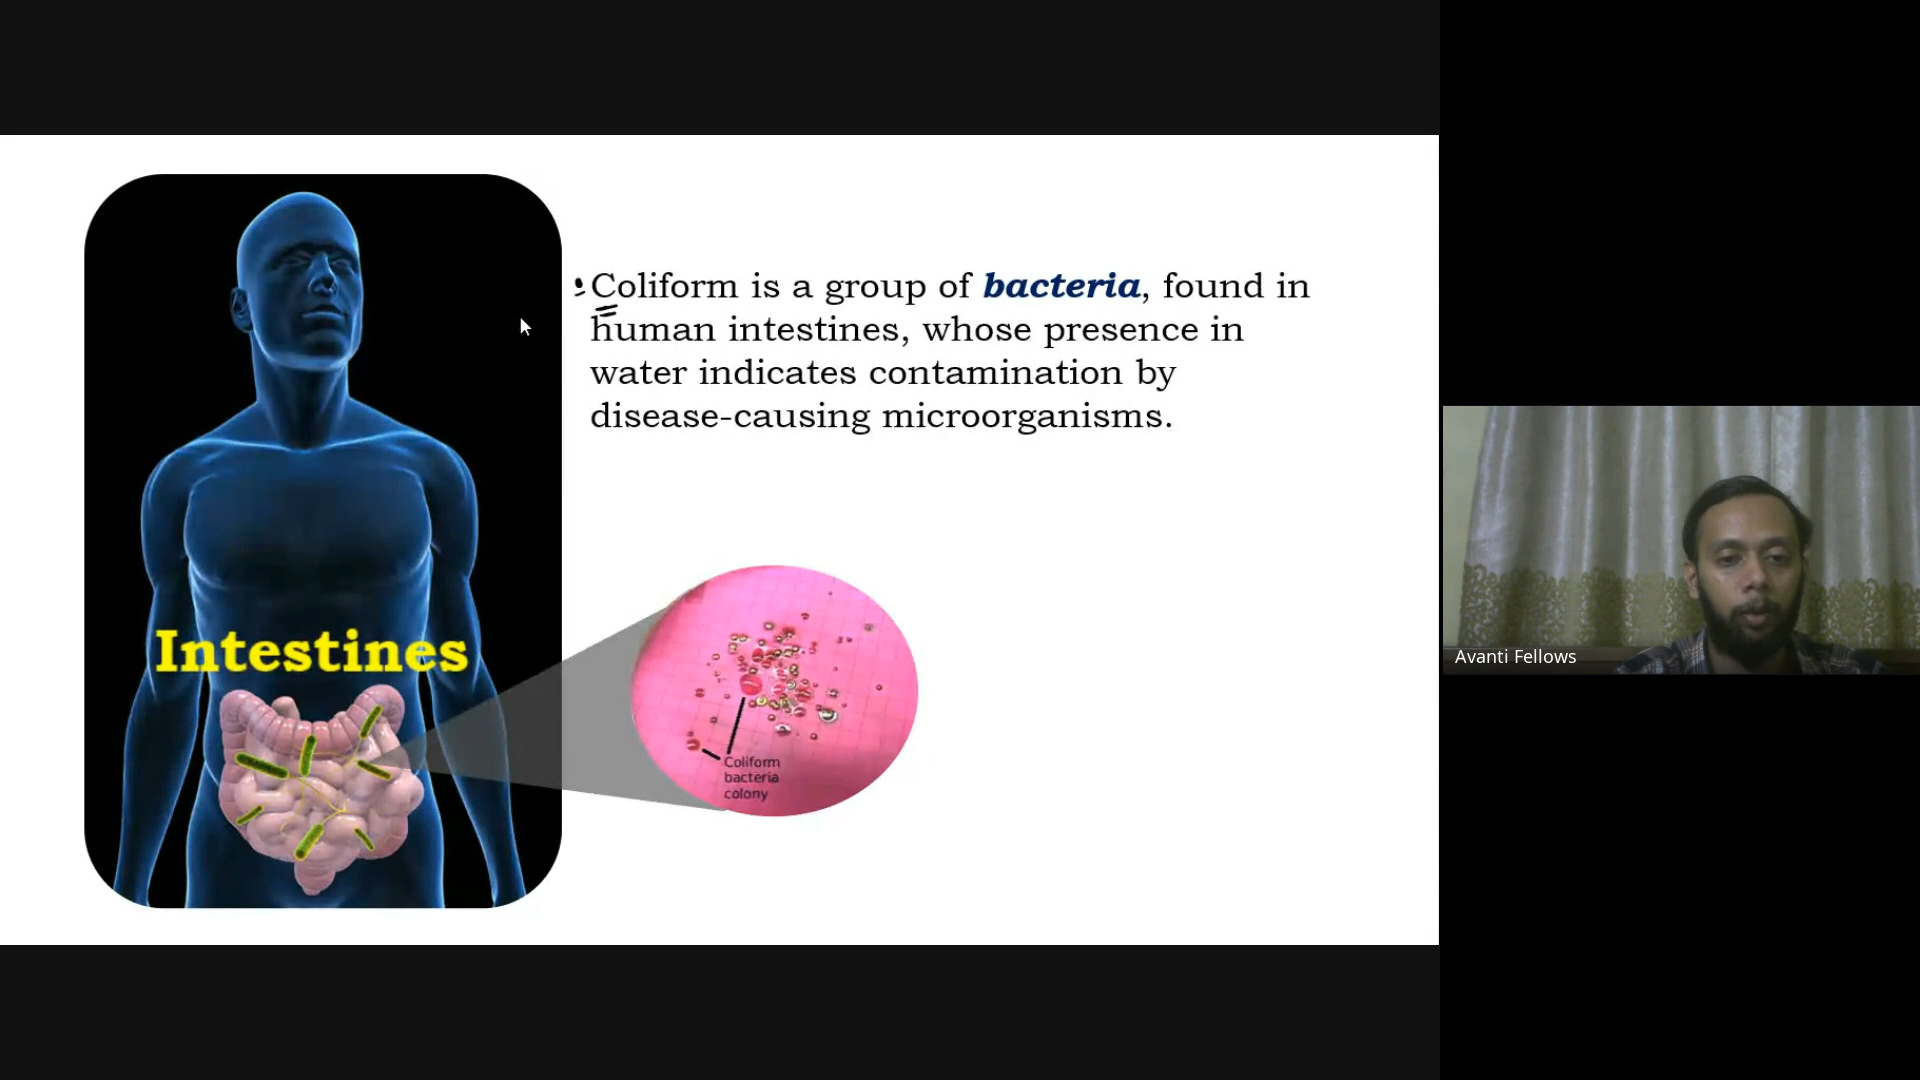 Coliform is a group of bacteria, found in
human intestines, whose presence in
water indicates contamination by
disease-causing microorganisms.
Intestines
Coliform
bacteria
colony
Avanti Fellows